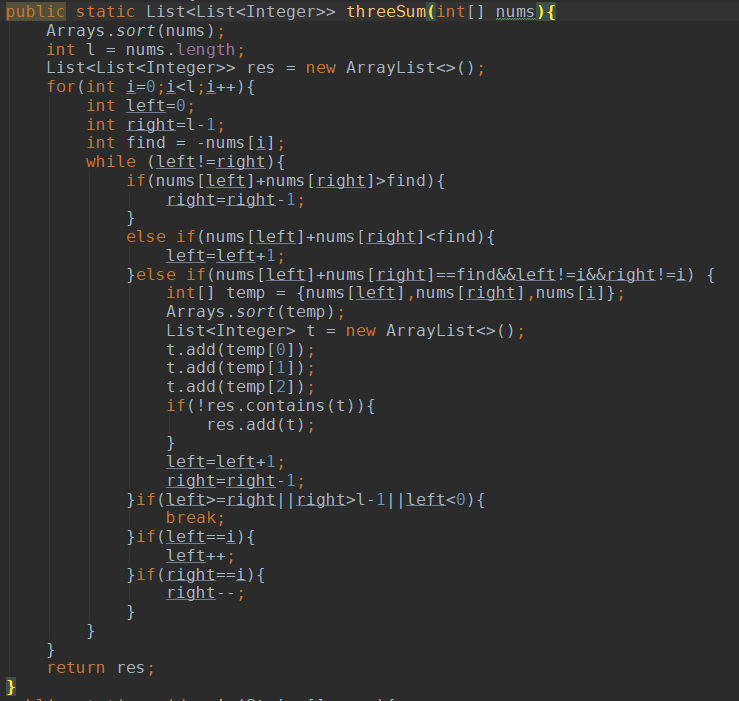 public static List<List<Integer>> threeSum(int[] nums){
    Arrays.sort(nums);
    int l = nums.length;
    List<List<Integer>> res = new ArrayList<>();
    for(int i=0;i<l;i++){
        int left=0;
        int right=l-1;
        int find = -nums[i];
        while (left!=right){
            if(nums[left]+nums[right]>find){
                right=right-1;
            }
            else if(nums[left]+nums[right]<find){
                left=left+1;
            }else if(nums[left]+nums[right]==find&&left!=i&&right!=i) {
                int[] temp = {nums[left],nums[right],nums[i]};
                Arrays.sort(temp);
                List<Integer> t = new ArrayList<>();
                t.add(temp[0]);
                t.add(temp[1]);
                t.add(temp[2]);
                if(!res.contains(t)){
                    res.add(t);
                }
                left=left+1;
                right=right-1;
            }if(left>=right||right>l-1||left<0){
                break;
            }if(left==i){
                left++;
            }if(right==i){
                right--;
            }
        }
    }
    return res;
}